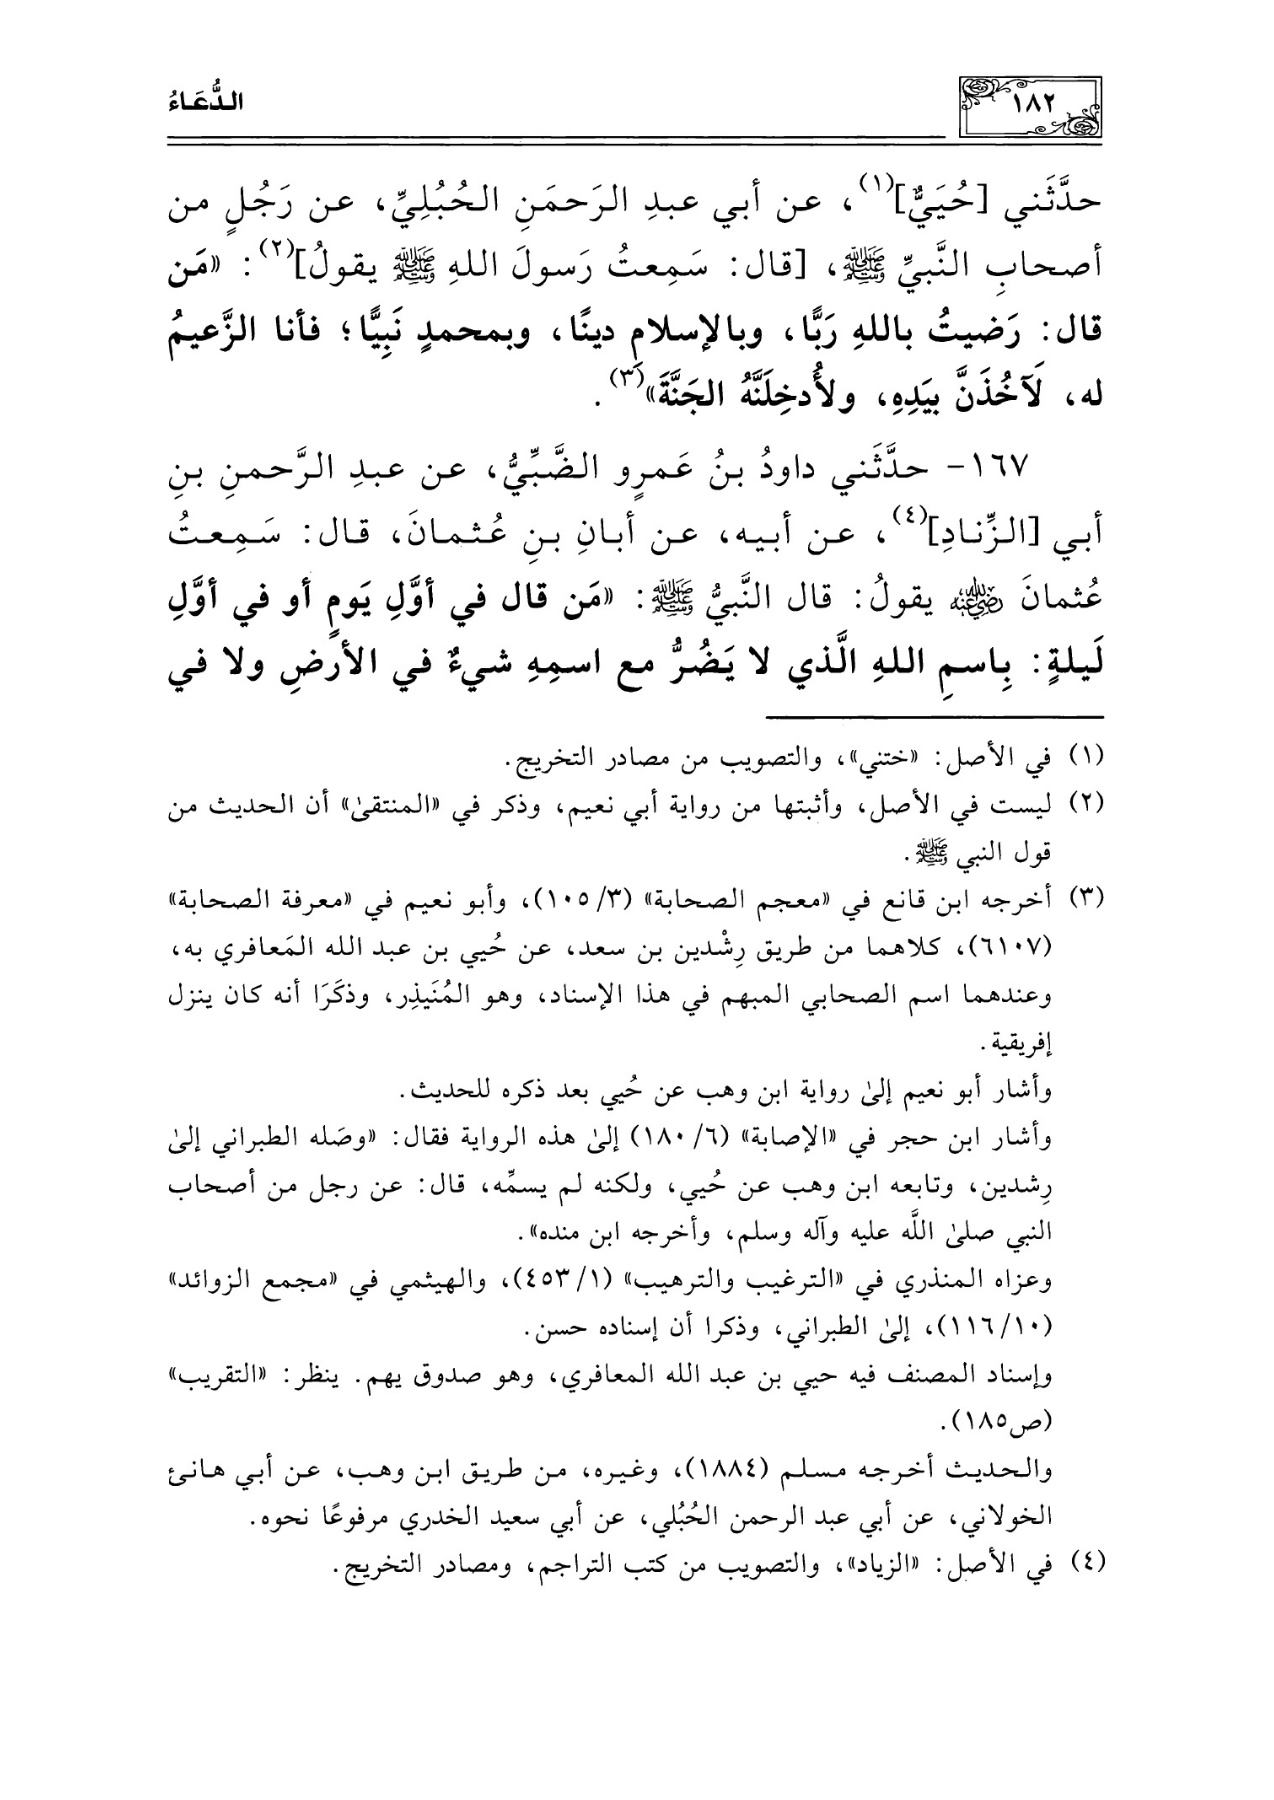 ١٨٢
الدُّعَاءُ
حدَّثَني [حُيَيٌّ](١)، عن أبي عبدِ الرَحمَنِ الحُبُلِيِّ، عن رَجُلٍ من
أصحابِ النَّبيِّ ﷺ، [قال: سَمِعتُ رَسولَ اللهِ ﷺ يقولُ](٢): «مَن
قال: رَضيتُ باللهِ رَبًّا، وبالإسلامِ دينًا، وبمحمدٍ نَبِيًّا؛ فأنا الزَّعيمُ
له، لَآخُذَنَّ بيَدِهِ، ولأُدخِلَنَّهُ الجَنَّةَ»(٣).
١٦٧- حدَّثَني داودُ بنُ عَمرٍو الضَّبِّيُّ، عن عبدِ الرَّحمنِ بنِ
أبي [الزِّنادِ](٤)، عن أبيه، عن أبانِ بنِ عُثمانَ، قال: سَمِعتُ
عُثمانَ رضي الله عنه يقولُ: قال النَّبيُّ ﷺ: «مَن قال في أوَّلِ يَومٍ أو في أوَّلِ
لَيلةٍ: بِاسمِ اللهِ الَّذي لا يَضُرُّ مع اسمِهِ شيءٌ في الأرضِ ولا في
(١) في الأصل: «ختني»، والتصويب من مصادر التخريج.
(٢) ليست في الأصل، وأثبتها من رواية أبي نعيم، وذكر في «المنتقىٰ» أن الحديث من
قول النبي ﷺ.
(٣) أخرجه ابن قانع في «معجم الصحابة» (٣/ ١٠٥)، وأبو نعيم في «معرفة الصحابة»
(٦١٠٧)، كلاهما من طريق رِشْدين بن سعد، عن حُيي بن عبد الله المَعافري به،
وعندهما اسم الصحابي المبهم في هذا الإسناد، وهو المُنَيذِر، وذكَرَا أنه كان ينزل
إفريقية.
وأشار أبو نعيم إلىٰ رواية ابن وهب عن حُيي بعد ذكره للحديث.
وأشار ابن حجر في «الإصابة» (٦/ ١٨٠) إلىٰ هذه الرواية فقال: «وصَله الطبراني إلىٰ
رِشدين، وتابعه ابن وهب عن حُيي، ولكنه لم يسمِّه، قال: عن رجل من أصحاب
النبي صلىٰ اللَّه عليه وآله وسلم، وأخرجه ابن منده».
وعزاه المنذري في «الترغيب والترهيب» (١/ ٤٥٣)، والهيثمي في «مجمع الزوائد»
(١٠/ ١١٦)، إلىٰ الطبراني، وذكرا أن إسناده حسن.
وإسناد المصنف فيه حيي بن عبد الله المعافري، وهو صدوق يهم. ينظر: «التقريب»
(ص١٨٥).
والحديث أخرجه مسلم (١٨٨٤)، وغيره، من طريق ابن وهب، عن أبي هانئ
الخولاني، عن أبي عبد الرحمن الحُبُلي، عن أبي سعيد الخدري مرفوعًا نحوه.
(٤) في الأصل: «الزياد»، والتصويب من كتب التراجم، ومصادر التخريج.